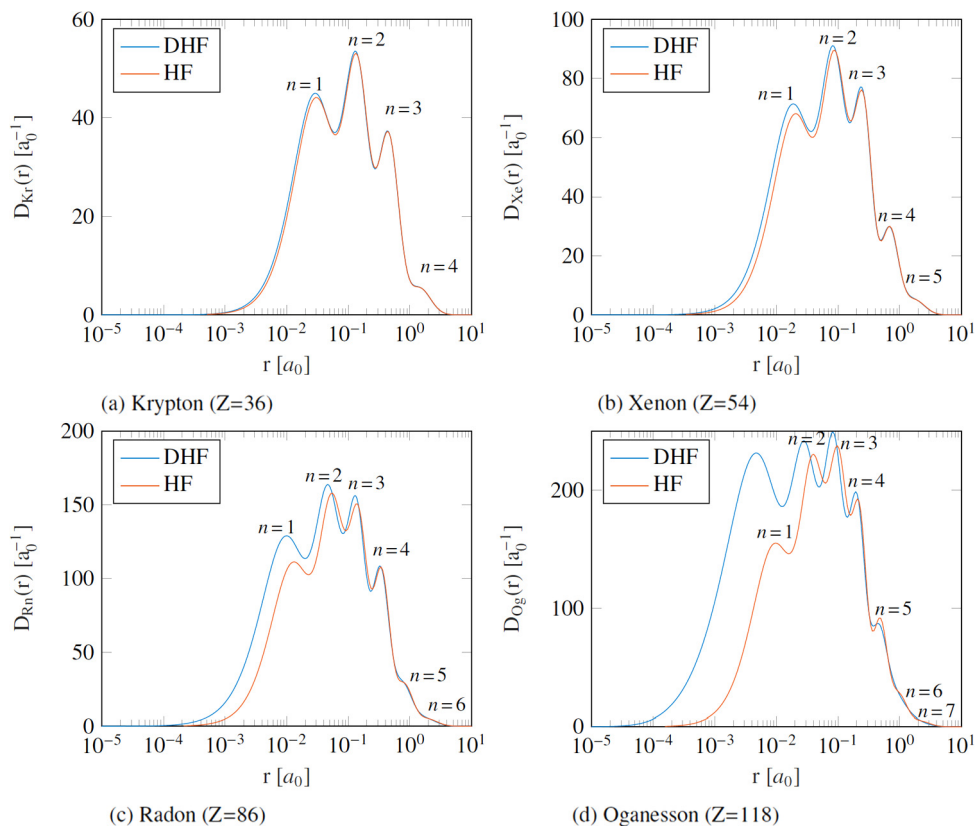 60
40
20
0
D_Kr(r) [a_0^−1]
DHF
HF
n = 1
n = 2
n = 3
n = 4
10^−5 10^−4 10^−3 10^−2 10^−1 10^0 10^1
r [a_0]
(a) Krypton (Z=36)
100
80
60
40
20
0
D_Xe(r) [a_0^−1]
DHF
HF
n = 1
n = 2
n = 3
n = 4
n = 5
10^−5 10^−4 10^−3 10^−2 10^−1 10^0 10^1
r [a_0]
(b) Xenon (Z=54)
200
150
100
50
0
D_Rn(r) [a_0^−1]
DHF
HF
n = 1
n = 2
n = 3
n = 4
n = 5
n = 6
10^−5 10^−4 10^−3 10^−2 10^−1 10^0 10^1
r [a_0]
(c) Radon (Z=86)
200
100
0
D_Og(r) [a_0^−1]
DHF
HF
n = 1
n = 2
n = 3
n = 4
n = 5
n = 6
n = 7
10^−5 10^−4 10^−3 10^−2 10^−1 10^0 10^1
r [a_0]
(d) Oganesson (Z=118)